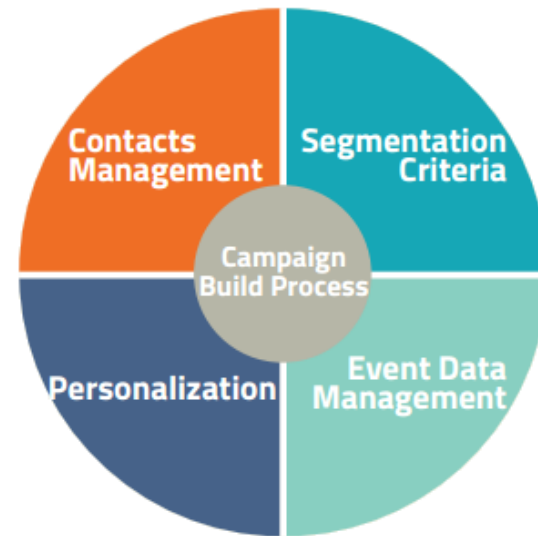 Contacts
Management
Segmentation
Criteria
Campaign
Build Process
Personalization
Event Data
Management